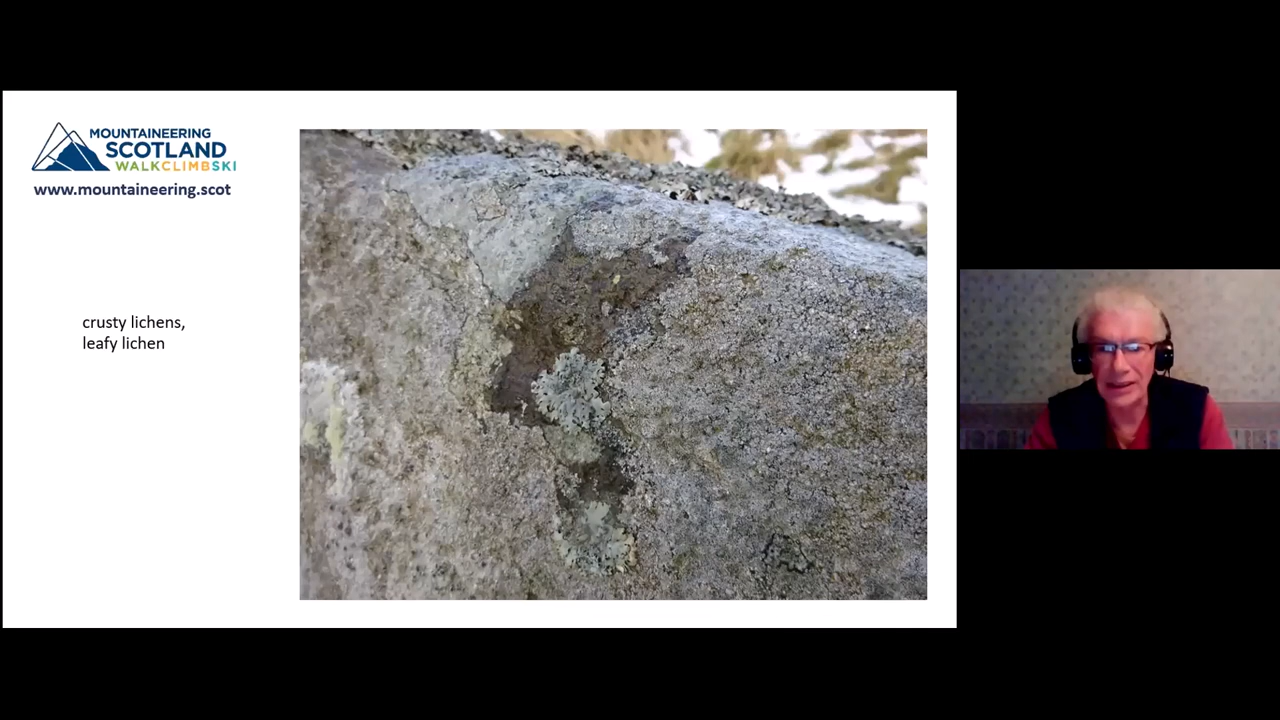 MOUNTAINEERING
SCOTLAND
WALKCLIMBSKI
www.mountaineering.scot
crusty lichens,
leafy lichen